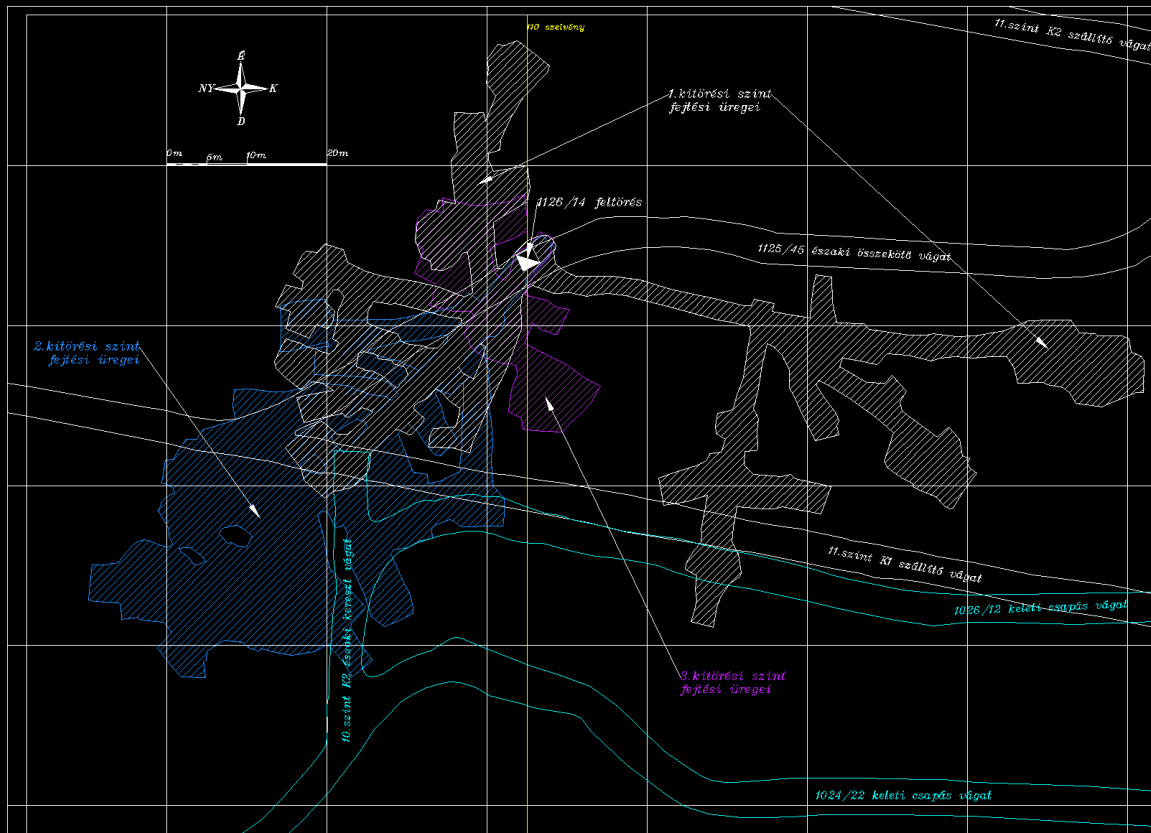 110 szelvény
11.szint K2 szállító vágat
É
NY
K
D
1.kitörési szint
fejtési üregei
0m
5m
10m
20m
1126/14 feltörés
1125/45 északi összekötő vágat
2.kitörési szint
fejtési üregei
11.szint K1 szállító vágat
10.szint K2 északi kereszt vágat
1026/12 keleti csapás vágat
3.kitörési szint
fejtési üregei
1024/22 keleti csapás vágat